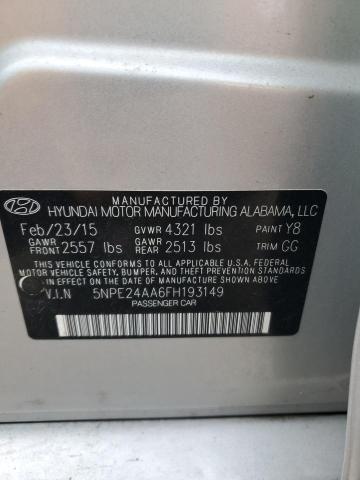 MANUFACTURED BY
HYUNDAI MOTOR MANUFACTURING ALABAMA, LLC
Feb/23/15 GVWR 4321 lbs PAINT Y8
GAWR FRONT 2557 lbs GAWR REAR 2513 lbs TRIM GG
THIS VEHICLE CONFORMS TO ALL APPLICABLE U.S.A. FEDERAL
MOTOR VEHICLE SAFETY, BUMPER, AND THEFT PREVENTION STANDARDS
IN EFFECT ON THE DATE OF MANUFACTURE SHOWN ABOVE.
V.I.N 5NPE24AA6FH193149
PASSENGER CAR